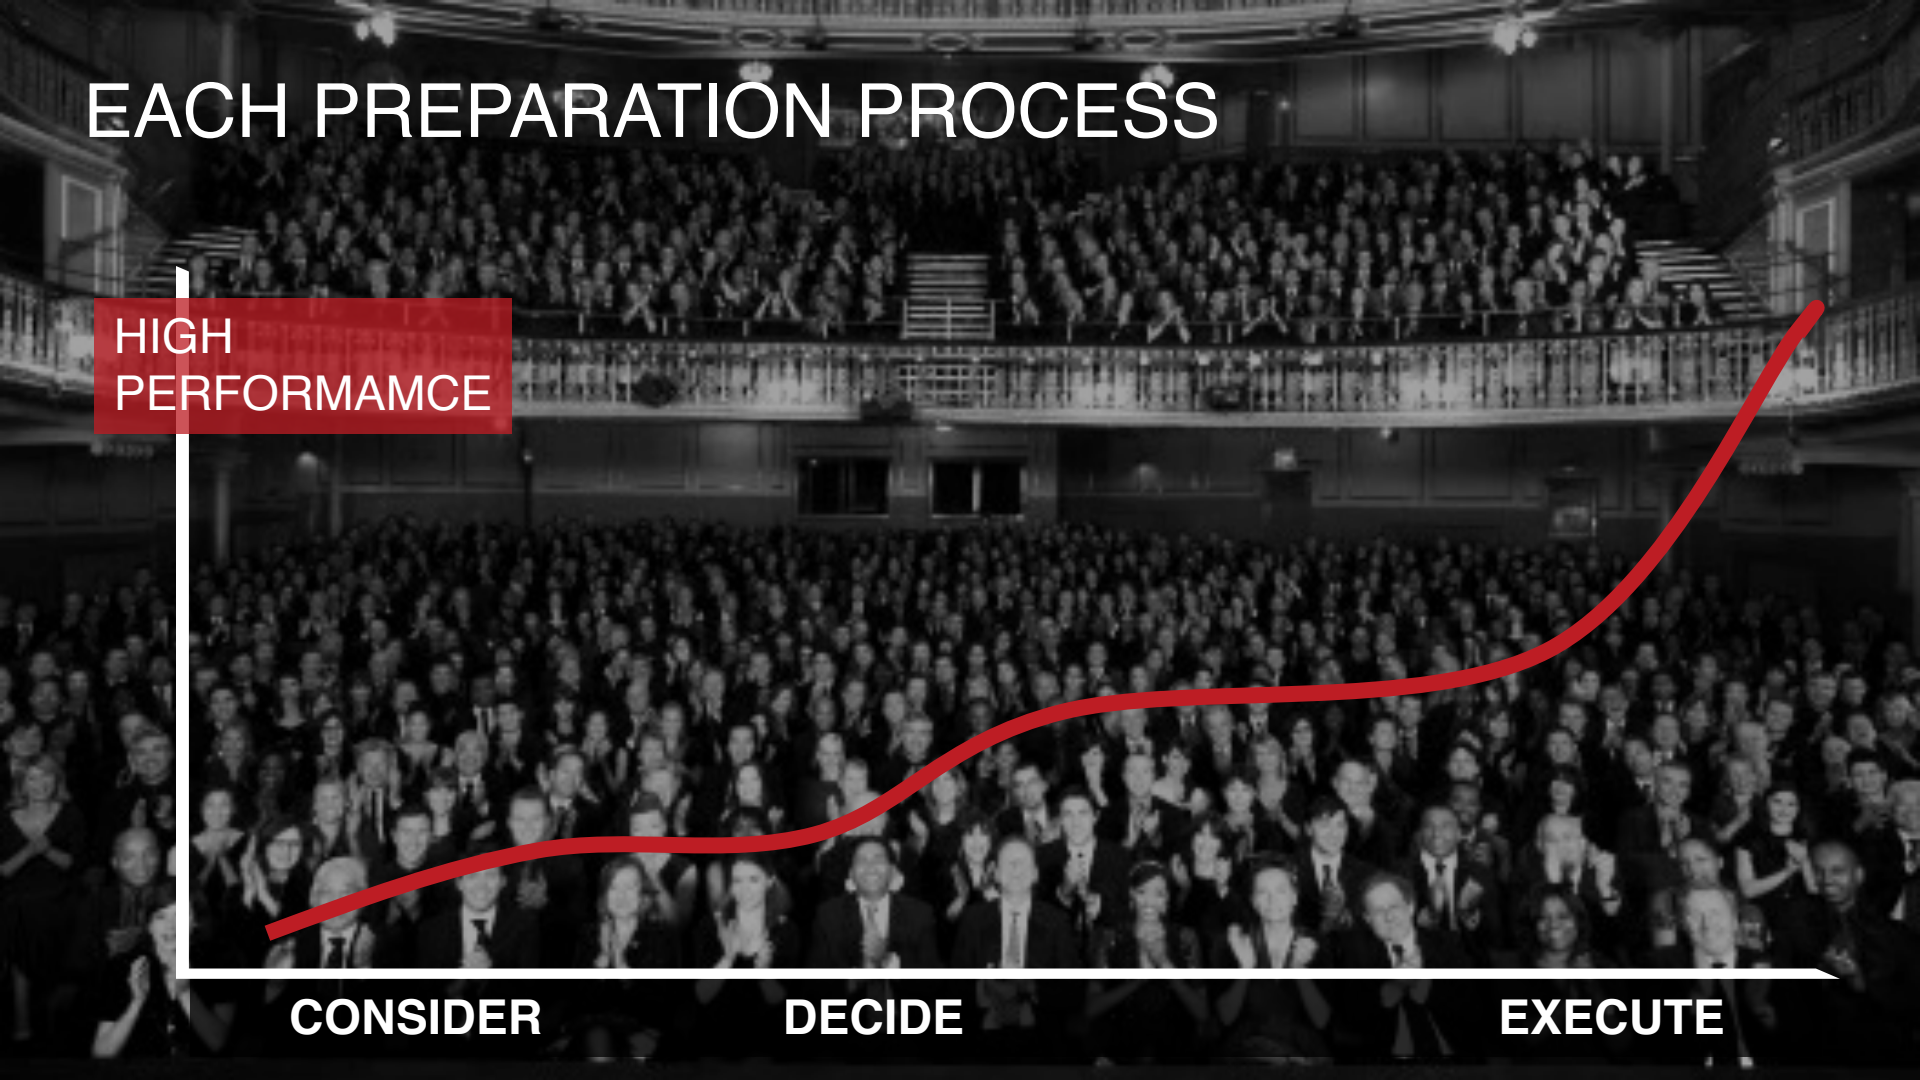 EACH PREPARATION PROCESS
HIGH
PERFORMAMCE
CONSIDER
DECIDE
EXECUTE